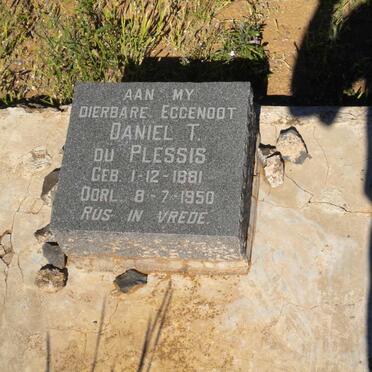 AAN MY
DIERBARE EGGENOOT
DANIEL T.
DU PLESSIS
GEB. 1-12-1881
OORL. 8-7-1950
RUS IN VREDE.